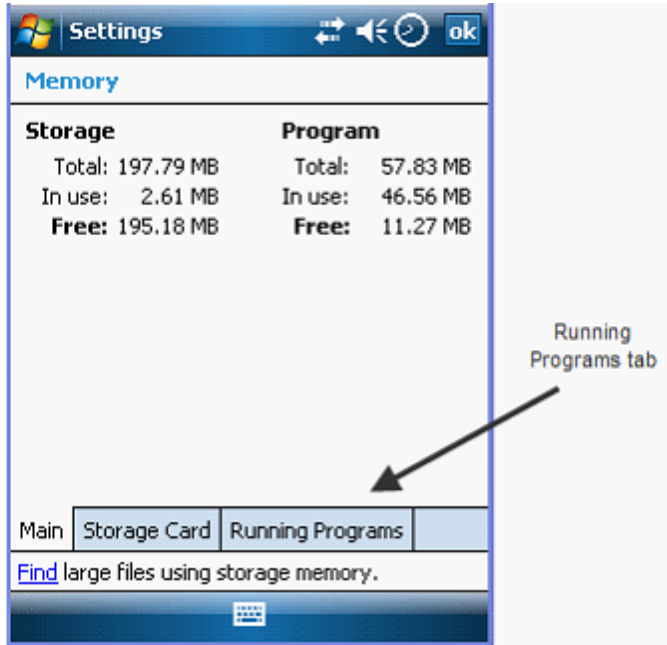 Settings ok
Memory
Storage Program
Total: 197.79 MB Total: 57.83 MB
In use: 2.61 MB In use: 46.56 MB
Free: 195.18 MB Free: 11.27 MB
Running
Programs tab
Main Storage Card Running Programs
Find large files using storage memory.